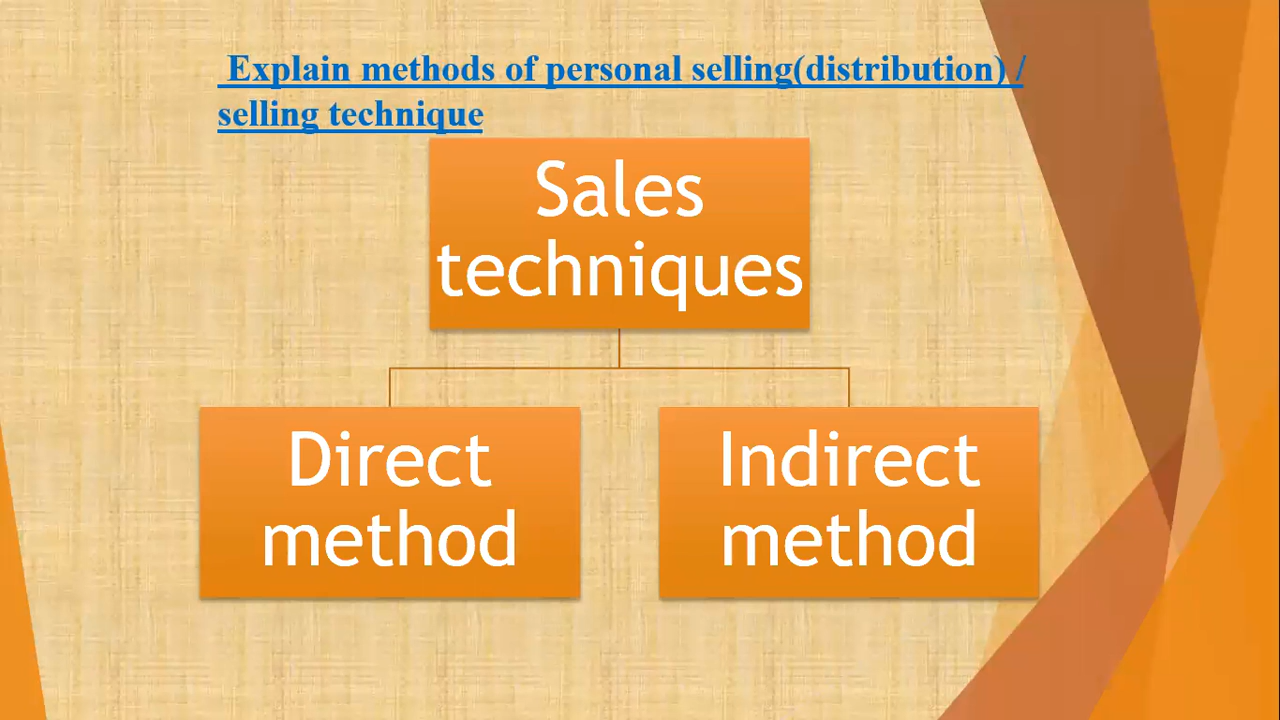 Explain methods of personal selling(distribution) /
selling technique
Sales
techniques
Direct
method
Indirect
method